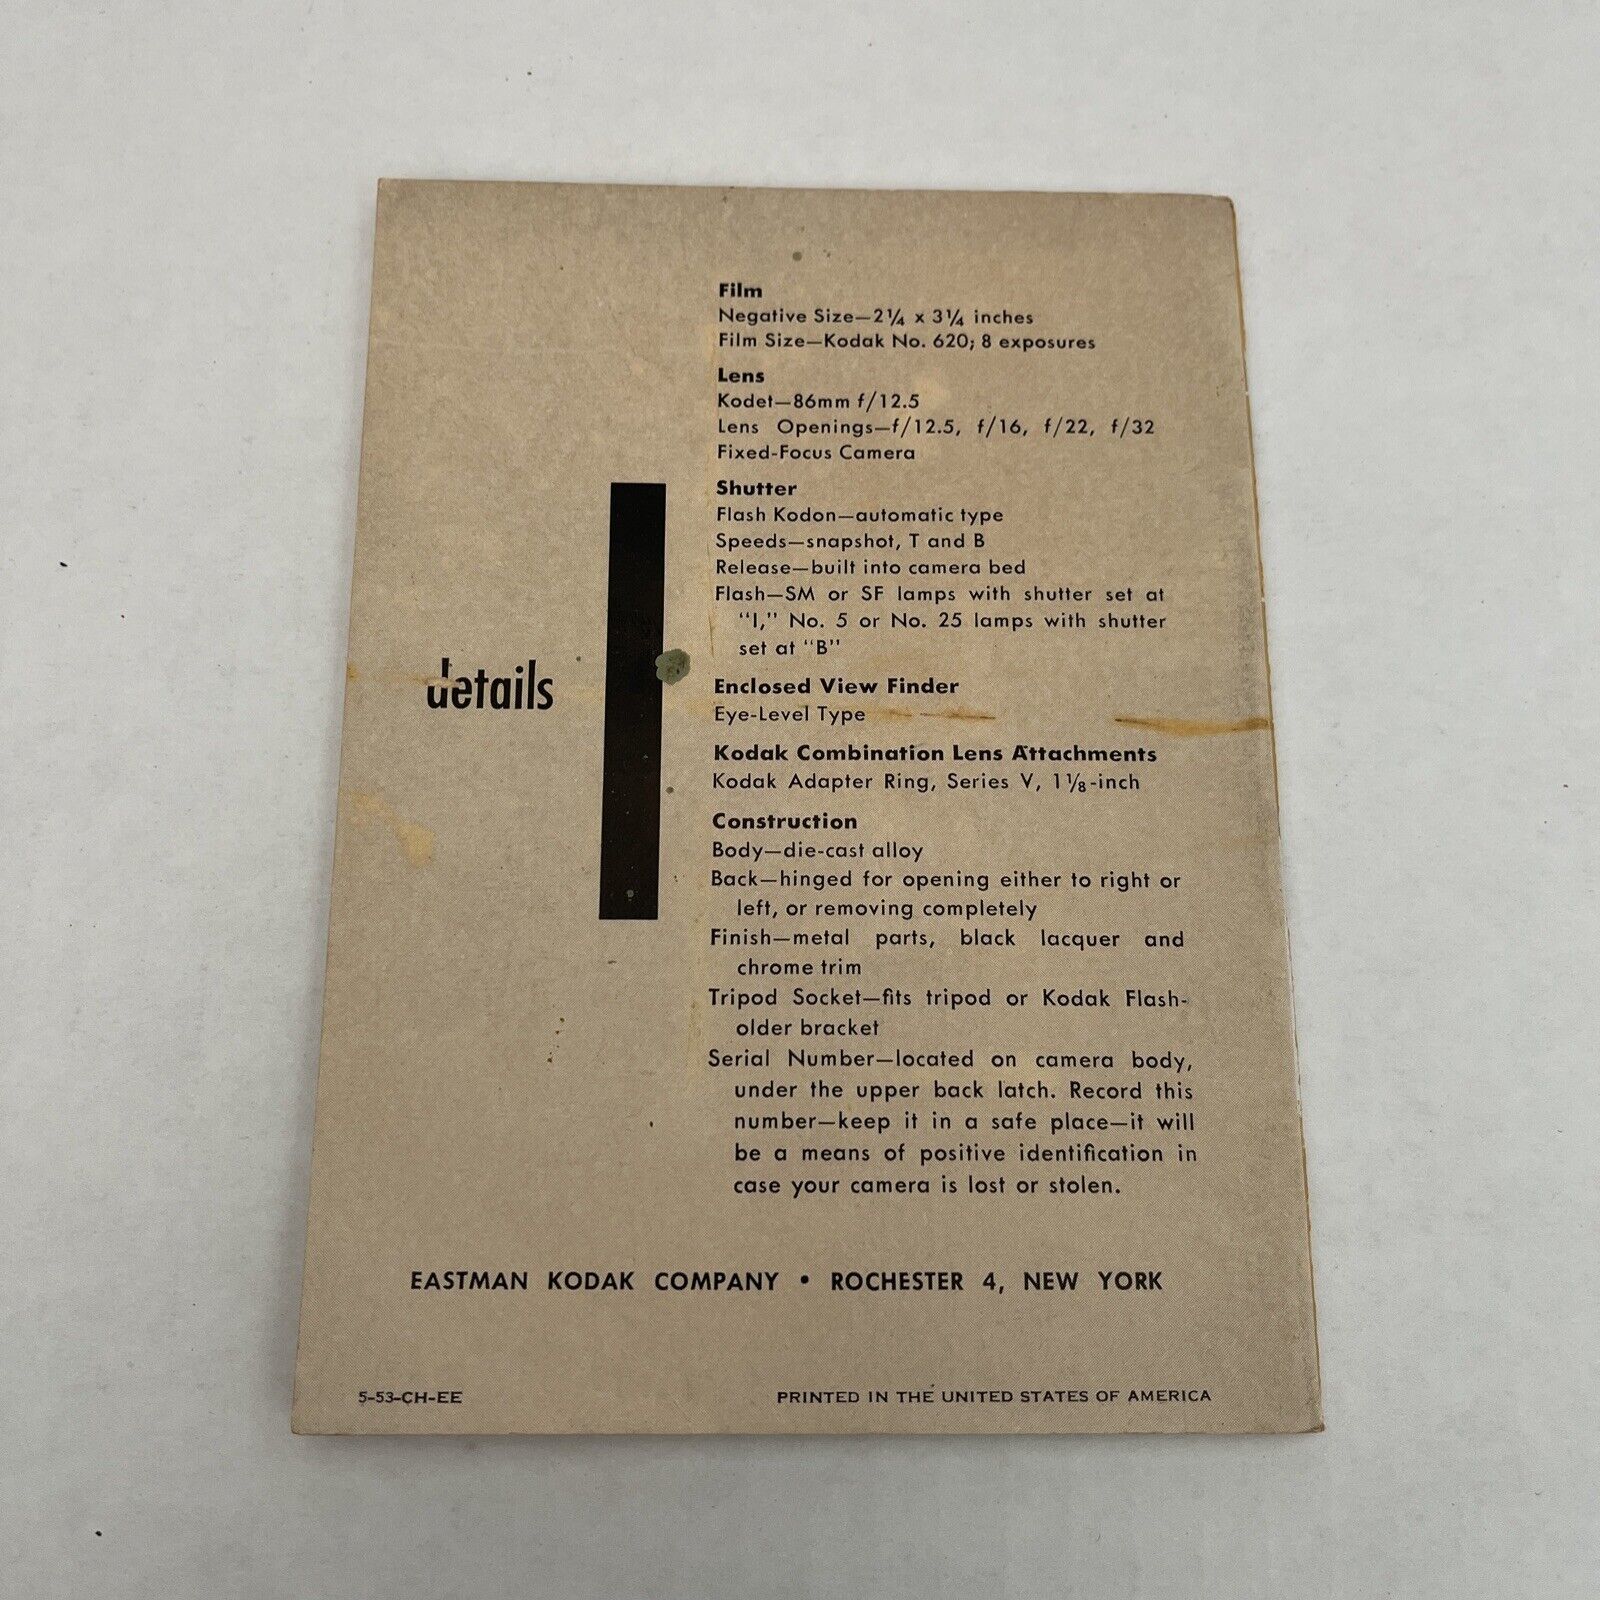 Film
Negative Size—2¼ x 3¼ inches
Film Size—Kodak No. 620; 8 exposures
Lens
Kodet—86mm f/12.5
Lens Openings—f/12.5, f/16, f/22, f/32
Fixed-Focus Camera
Shutter
Flash Kodon—automatic type
Speeds—snapshot, T and B
Release—built into camera bed
Flash—SM or SF lamps with shutter set at
"I," No. 5 or No. 25 lamps with shutter
set at "B"
details
Enclosed View Finder
Eye-Level Type
Kodak Combination Lens Attachments
Kodak Adapter Ring, Series V, 1⅛-inch
Construction
Body—die-cast alloy
Back—hinged for opening either to right or
left, or removing completely
Finish—metal parts, black lacquer and
chrome trim
Tripod Socket—fits tripod or Kodak Flash-
older bracket
Serial Number—located on camera body,
under the upper back latch. Record this
number—keep it in a safe place—it will
be a means of positive identification in
case your camera is lost or stolen.
EASTMAN KODAK COMPANY • ROCHESTER 4, NEW YORK
5-53-CH-EE
PRINTED IN THE UNITED STATES OF AMERICA